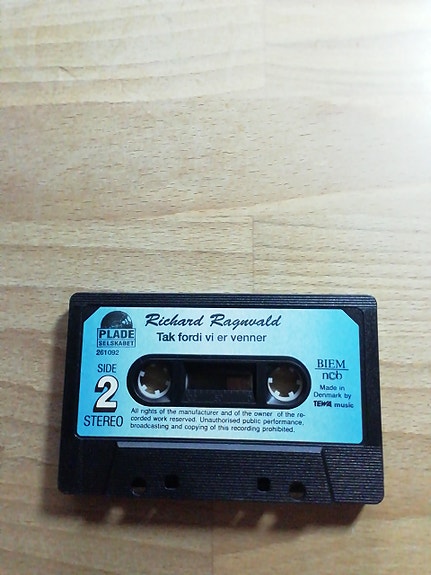 Richard Ragnvald
Tak fordi vi er venner
PLADE
SELSKABET
261092
SIDE
2
STEREO
BIEM
ncb
Made in
Denmark by
TEMA music
All rights of the manufacturer and of the owner of the re-
corded work reserved. Unauthorised public performance,
broadcasting and copying of this recording prohibited.